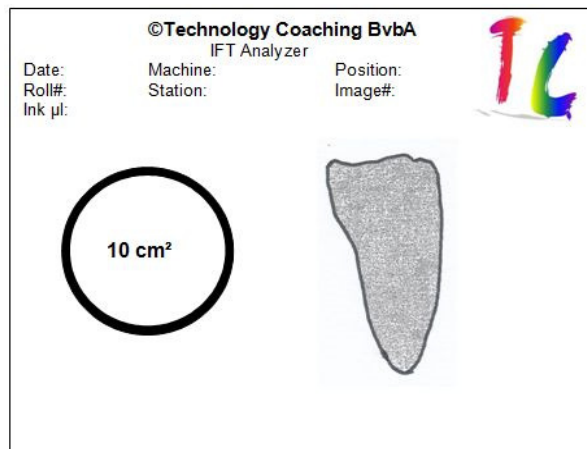 ©Technology Coaching BvbA
IFT Analyzer
Date: Machine: Position:
Roll#: Station: Image#:
Ink µl:
TC
10 cm²